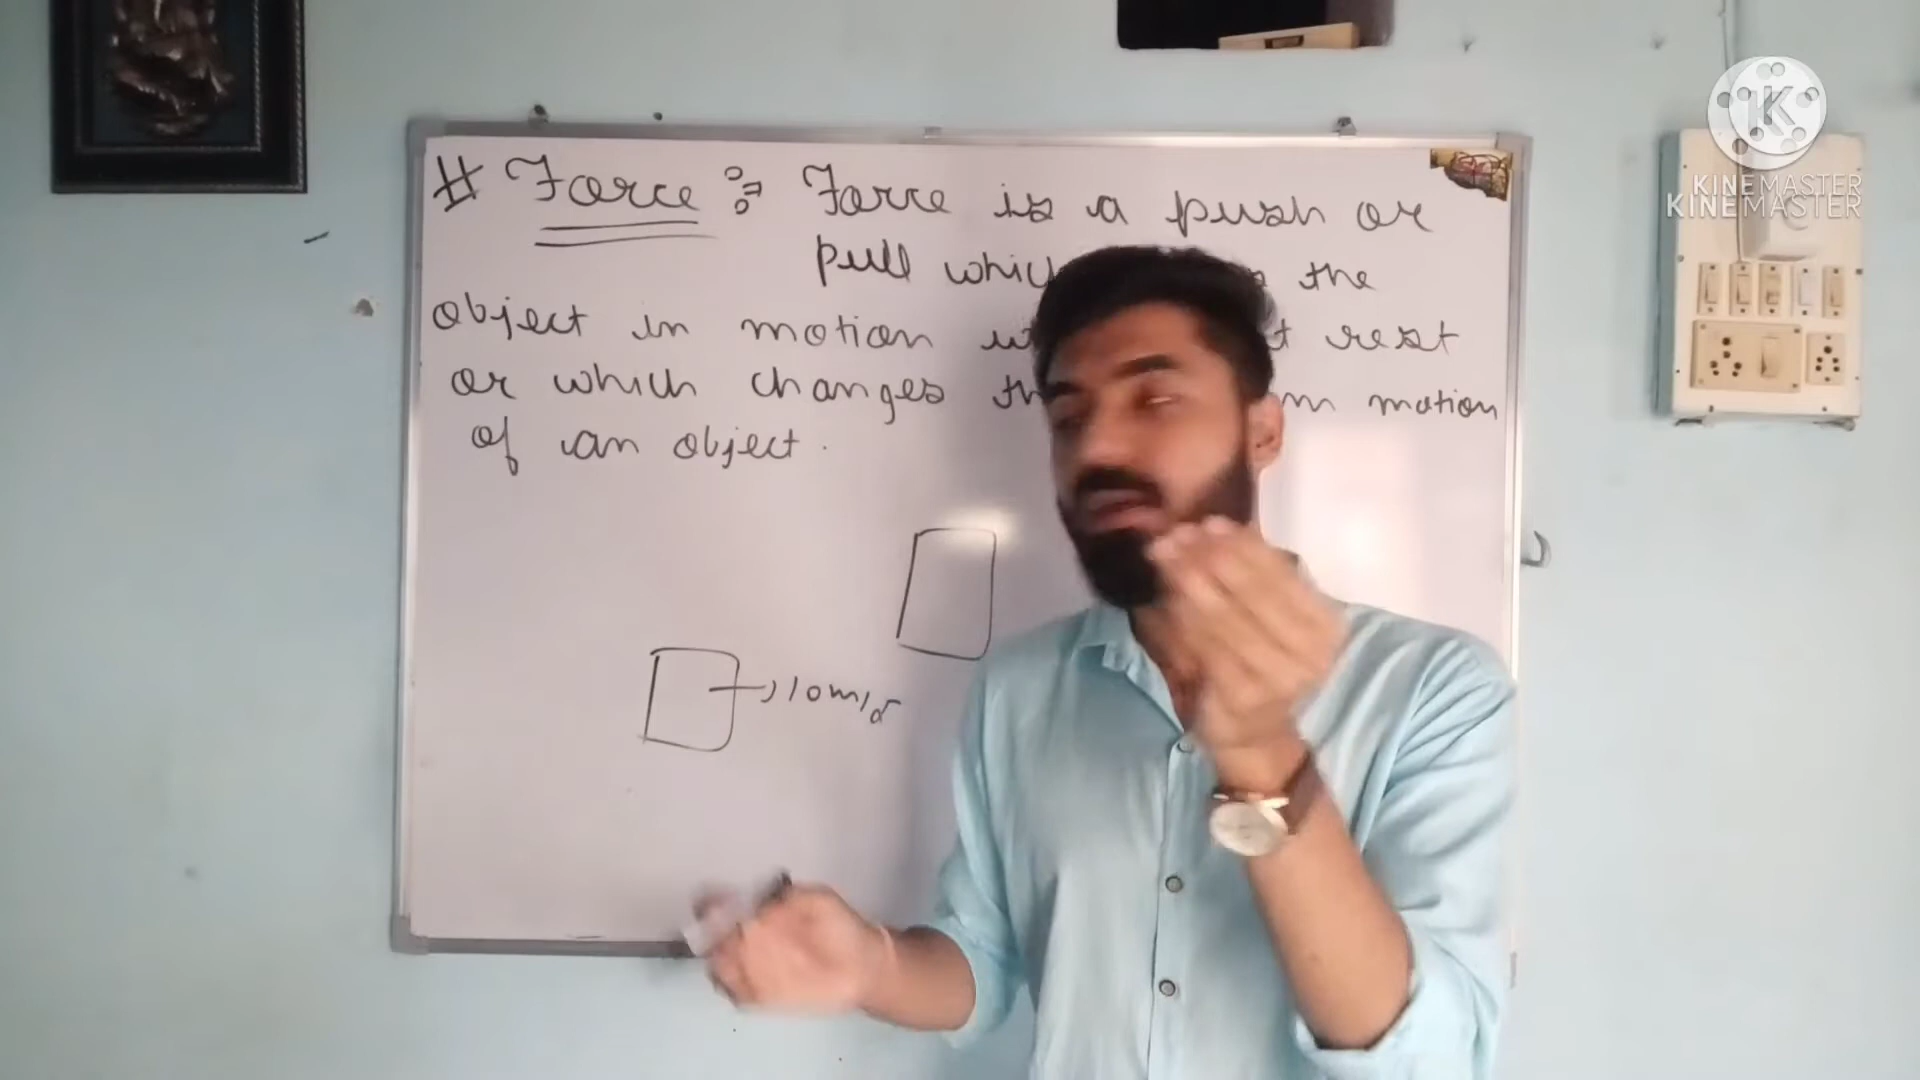 # Force :- Force is a push or
pull which the
object in motion rest
or which changes motion
of an object.
10m/s
K
KINEMASTER
KINEMASTER